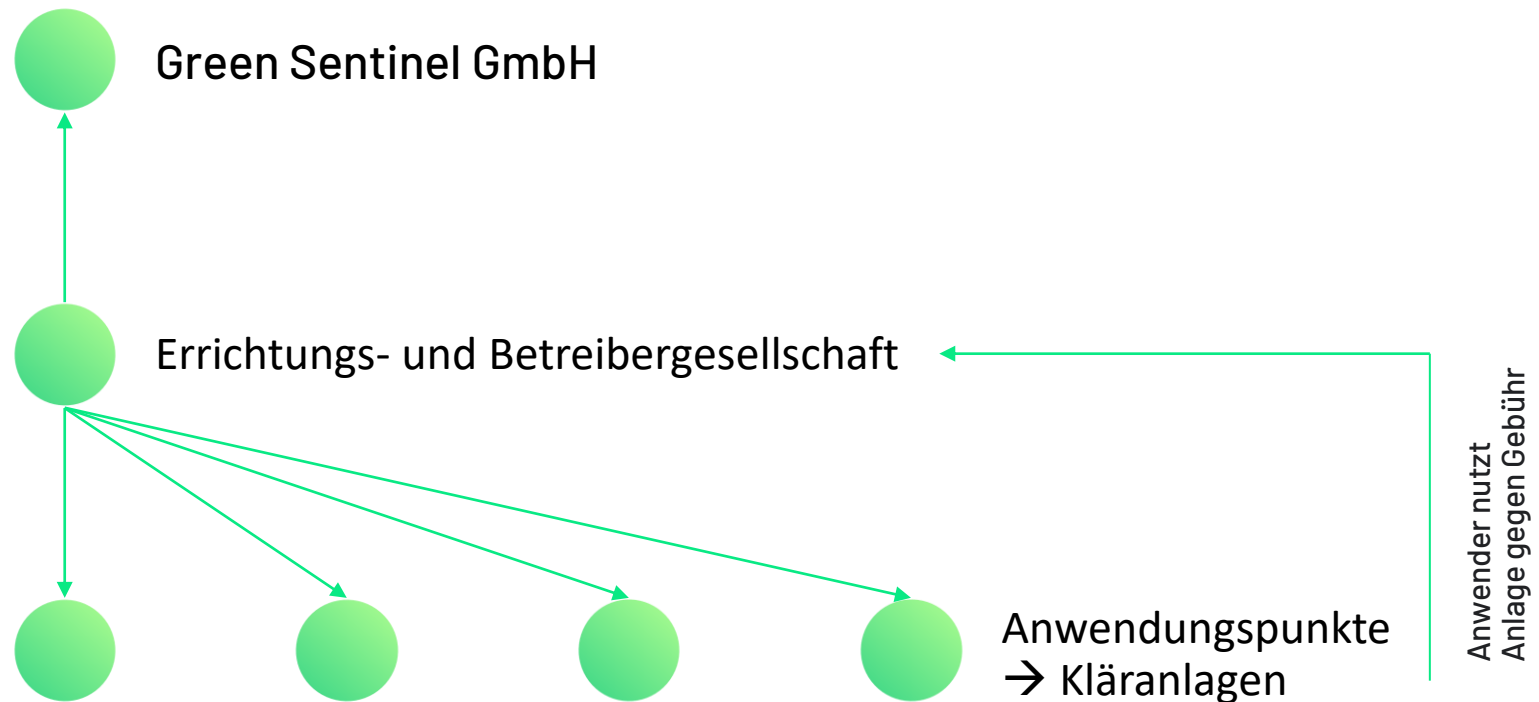 Green Sentinel GmbH
Errichtungs- und Betreibergesellschaft
Anwender nutzt
Anlage gegen Gebühr
Anwendungspunkte
→ Kläranlagen